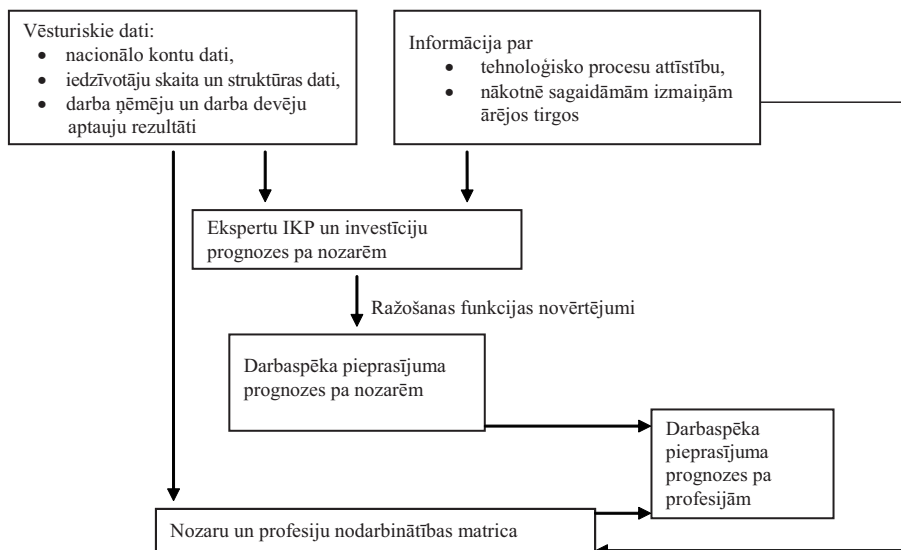 Vēsturiskie dati:
• nacionālo kontu dati,
• iedzīvotāju skaita un struktūras dati,
• darba ņēmēju un darba devēju
aptauju rezultāti
Informācija par
• tehnoloģisko procesu attīstību,
• nākotnē sagaidāmām izmaiņām
ārējos tirgos
Ekspertu IKP un investīciju
prognozes pa nozarēm
Ražošanas funkcijas novērtējumi
Darbaspēka pieprasījuma
prognozes pa nozarēm
Darbaspēka
pieprasījuma
prognozes pa
profesijām
Nozaru un profesiju nodarbinātības matrica